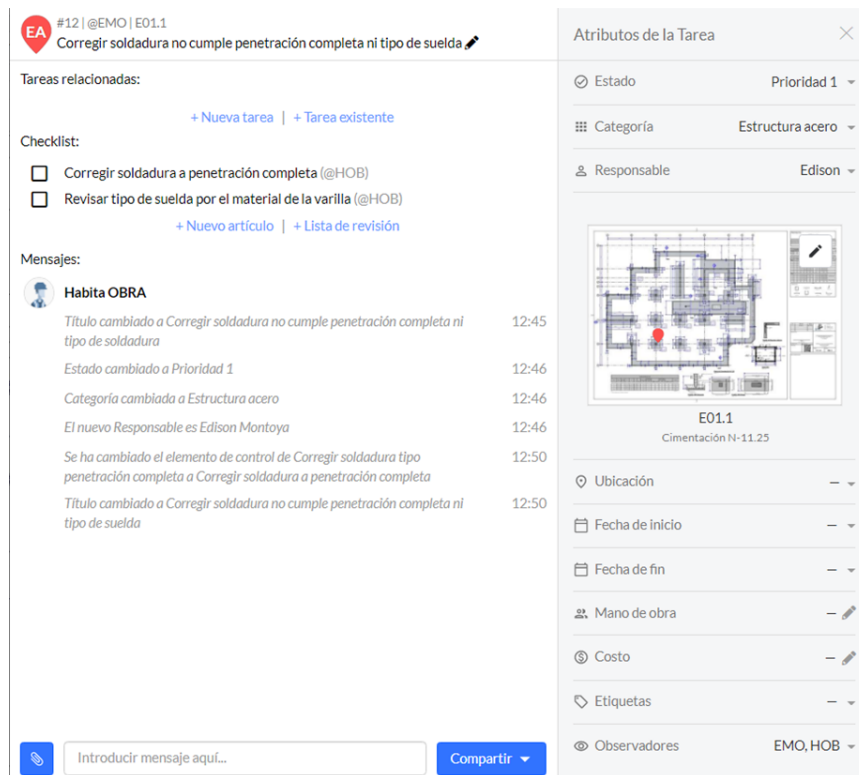 EA
#12 | @EMO | E01.1
Corregir soldadura no cumple penetración completa ni tipo de suelda
Tareas relacionadas:
+ Nueva tarea | + Tarea existente
Checklist:
Corregir soldadura a penetración completa (@HOB)
Revisar tipo de suelda por el material de la varilla (@HOB)
+ Nuevo artículo | + Lista de revisión
Mensajes:
Habita OBRA
Título cambiado a Corregir soldadura no cumple penetración completa ni
tipo de soldadura
12:45
Estado cambiado a Prioridad 1 12:46
Categoría cambiada a Estructura acero 12:46
El nuevo Responsable es Edison Montoya 12:46
Se ha cambiado el elemento de control de Corregir soldadura tipo
penetración completa a Corregir soldadura a penetración completa
12:50
Título cambiado a Corregir soldadura no cumple penetración completa ni
tipo de suelda
12:50
Introducir mensaje aquí...
Compartir
Atributos de la Tarea
Estado Prioridad 1
Categoría Estructura acero
Responsable Edison
E01.1
Cimentación N-11.25
Ubicación –
Fecha de inicio –
Fecha de fin –
Mano de obra –
Costo –
Etiquetas –
Observadores EMO, HOB